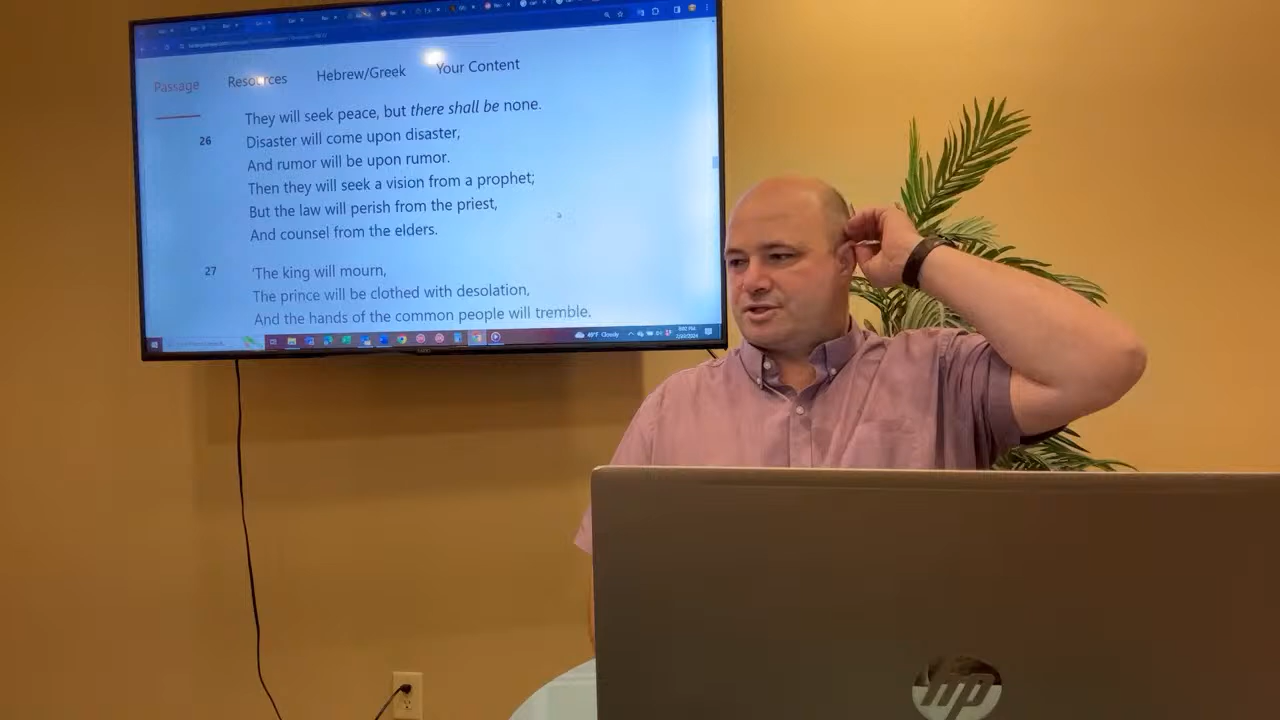 Passage Resources Hebrew/Greek Your Content
They will seek peace, but there shall be none.
26 Disaster will come upon disaster,
And rumor will be upon rumor.
Then they will seek a vision from a prophet;
But the law will perish from the priest,
And counsel from the elders.
27 'The king will mourn,
The prince will be clothed with desolation,
And the hands of the common people will tremble.
Cloudy
hp